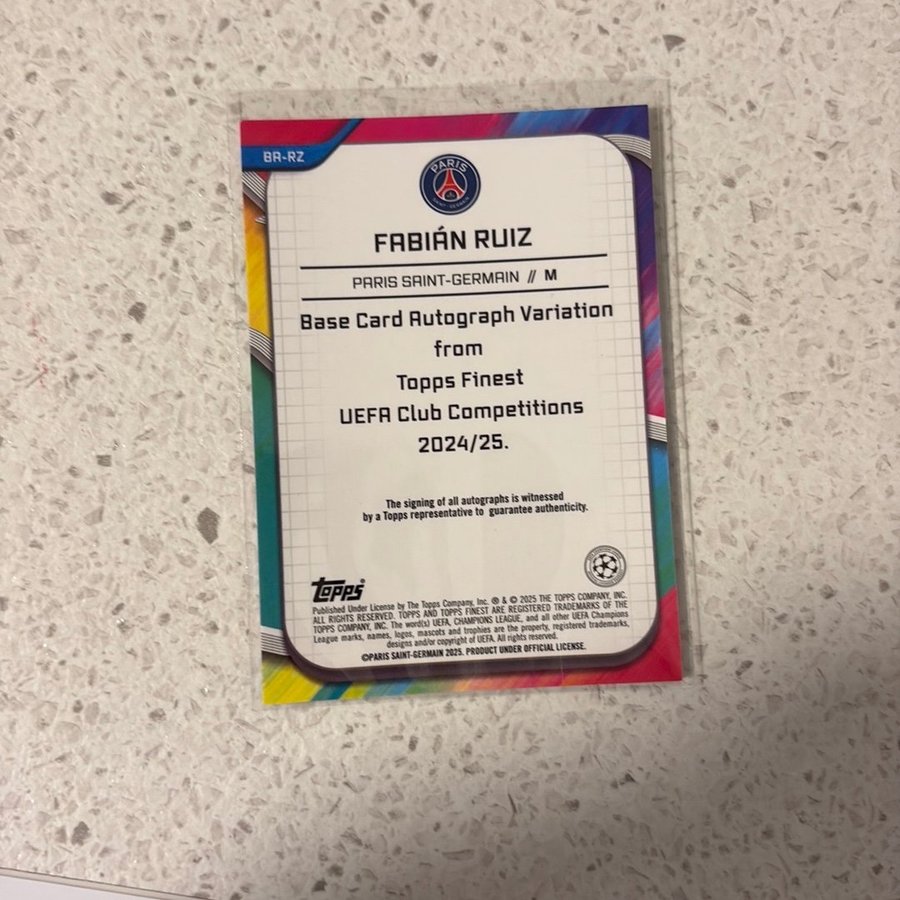 BA-RZ
PARIS
SAINT-GERMAIN
FABIÁN RUIZ
PARIS SAINT-GERMAIN // M
Base Card Autograph Variation
from
Topps Finest
UEFA Club Competitions
2024/25.
The signing of all autographs is witnessed
by a Topps representative to guarantee authenticity.
topps®
Published Under License by The Topps Company, Inc. ® & © 2025 THE TOPPS COMPANY, INC.
ALL RIGHTS RESERVED. TOPPS AND TOPPS FINEST ARE REGISTERED TRADEMARKS OF THE
TOPPS COMPANY, INC. The word(s) UEFA, CHAMPIONS LEAGUE, and all other UEFA Champions
League marks, names, logos, mascots and trophies are the property, registered trademarks,
designs and/or copyright of UEFA. All rights reserved.
©PARIS SAINT-GERMAIN 2025. PRODUCT UNDER OFFICIAL LICENSE.